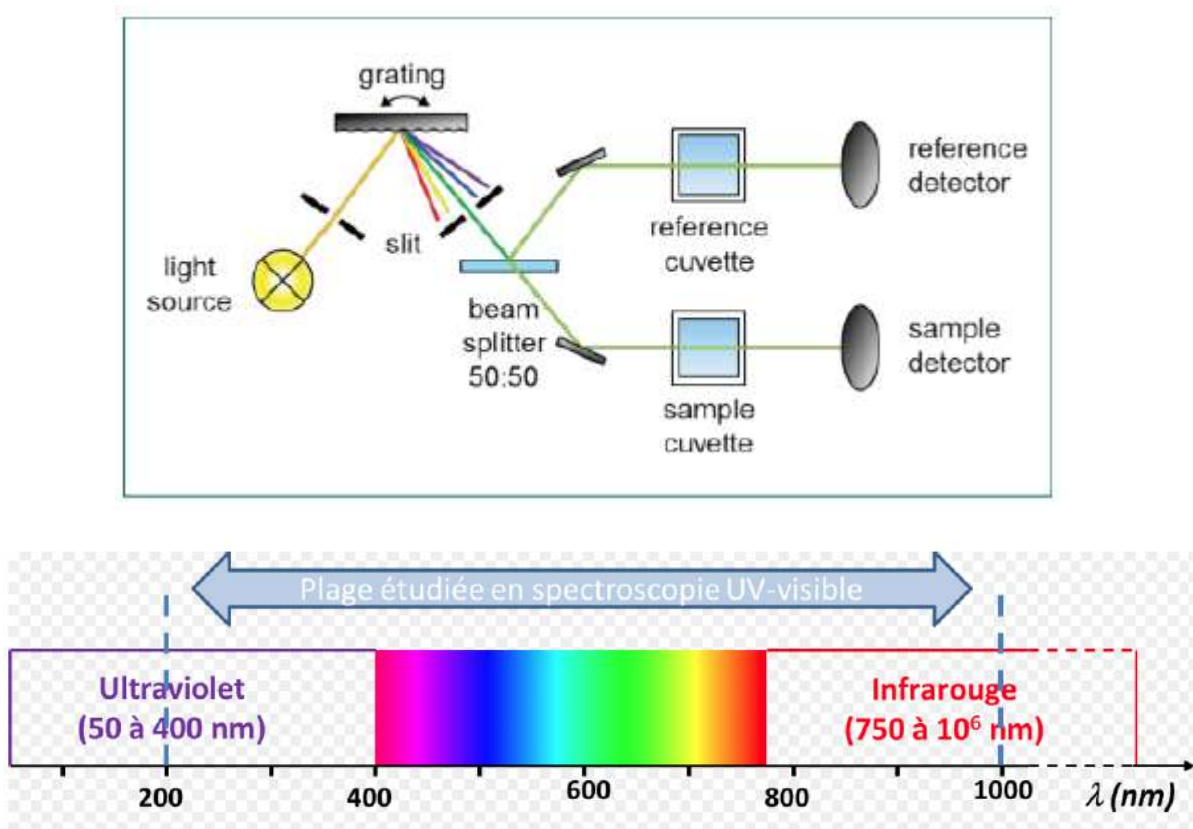 grating
slit
light
source
beam
splitter
50:50
reference
cuvette
reference
detector
sample
cuvette
sample
detector
Plage étudiée en spectroscopie UV-visible
Ultraviolet
(50 à 400 nm)
Infrarouge
(750 à 10⁶ nm)
200 400 600 800 1000 λ (nm)